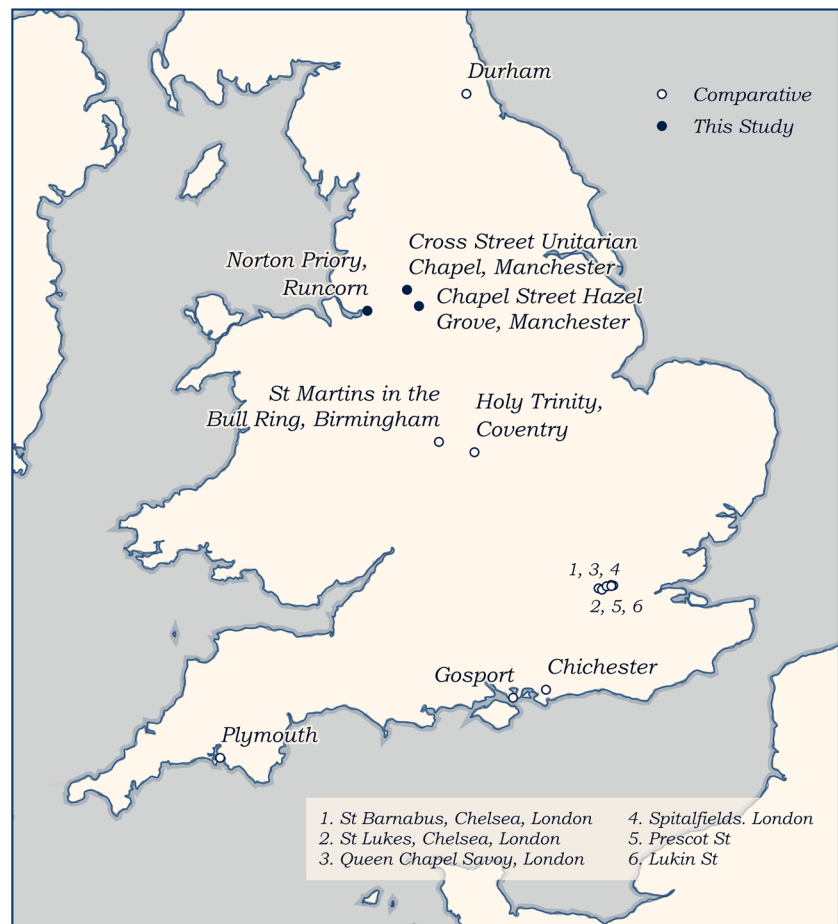 Durham
Comparative
This Study
Cross Street Unitarian
Chapel, Manchester
Norton Priory,
Runcorn
Chapel Street Hazel
Grove, Manchester
St Martins in the
Bull Ring, Birmingham
Holy Trinity,
Coventry
1, 3, 4
2, 5, 6
Gosport
Chichester
Plymouth
1. St Barnabus, Chelsea, London
2. St Lukes, Chelsea, London
3. Queen Chapel Savoy, London
4. Spitalfields. London
5. Prescot St
6. Lukin St